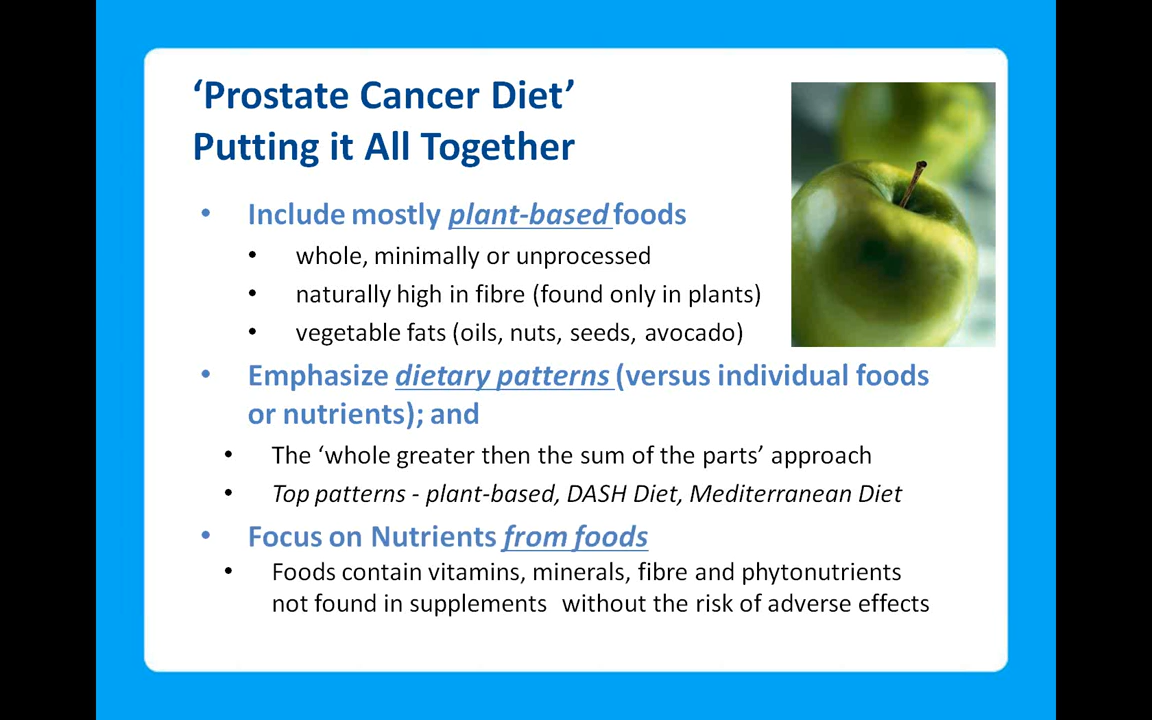 ‘Prostate Cancer Diet’
Putting it All Together
• Include mostly plant-based foods
• whole, minimally or unprocessed
• naturally high in fibre (found only in plants)
• vegetable fats (oils, nuts, seeds, avocado)
• Emphasize dietary patterns (versus individual foods
or nutrients); and
• The ‘whole greater then the sum of the parts’ approach
• Top patterns - plant-based, DASH Diet, Mediterranean Diet
• Focus on Nutrients from foods
• Foods contain vitamins, minerals, fibre and phytonutrients
not found in supplements  without the risk of adverse effects